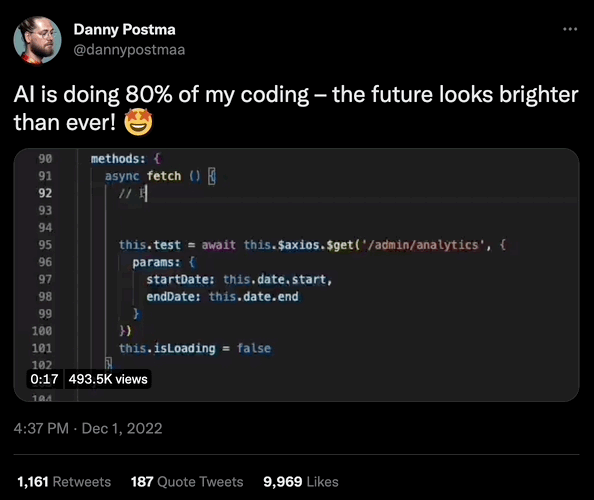 Danny Postma
@dannypostmaa
AI is doing 80% of my coding – the future looks brighter
than ever! 🤩
90 methods: {
91 async fetch () {
92 //
93
94
95 this.test = await this.$axios.$get('/admin/analytics', {
96 params: {
97 startDate: this.date.start,
98 endDate: this.date.end
99 }
100 })
101 this.isLoading = false
102 }
0:17 493.5K views
104
4:37 PM · Dec 1, 2022
1,161 Retweets 187 Quote Tweets 9,969 Likes